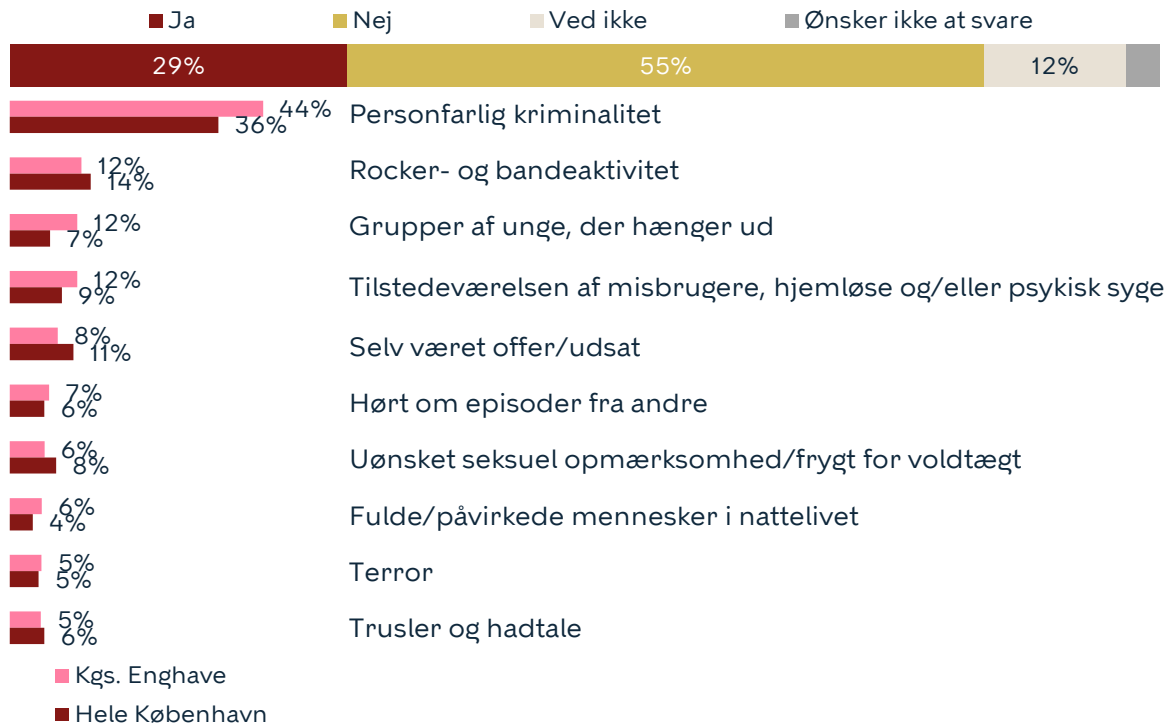 Ja Nej Ved ikke Ønsker ikke at svare
29% 55% 12%
44% Personfarlig kriminalitet
36%
12% Rocker- og bandeaktivitet
14%
12% Grupper af unge, der hænger ud
7%
12% Tilstedeværelsen af misbrugere, hjemløse og/eller psykisk syge
9%
8% Selv været offer/udsat
11%
7% Hørt om episoder fra andre
6%
6% Uønsket seksuel opmærksomhed/frygt for voldtægt
8%
6% Fulde/påvirkede mennesker i nattelivet
4%
5% Terror
5%
5% Trusler og hadtale
6%
Kgs. Enghave
Hele København